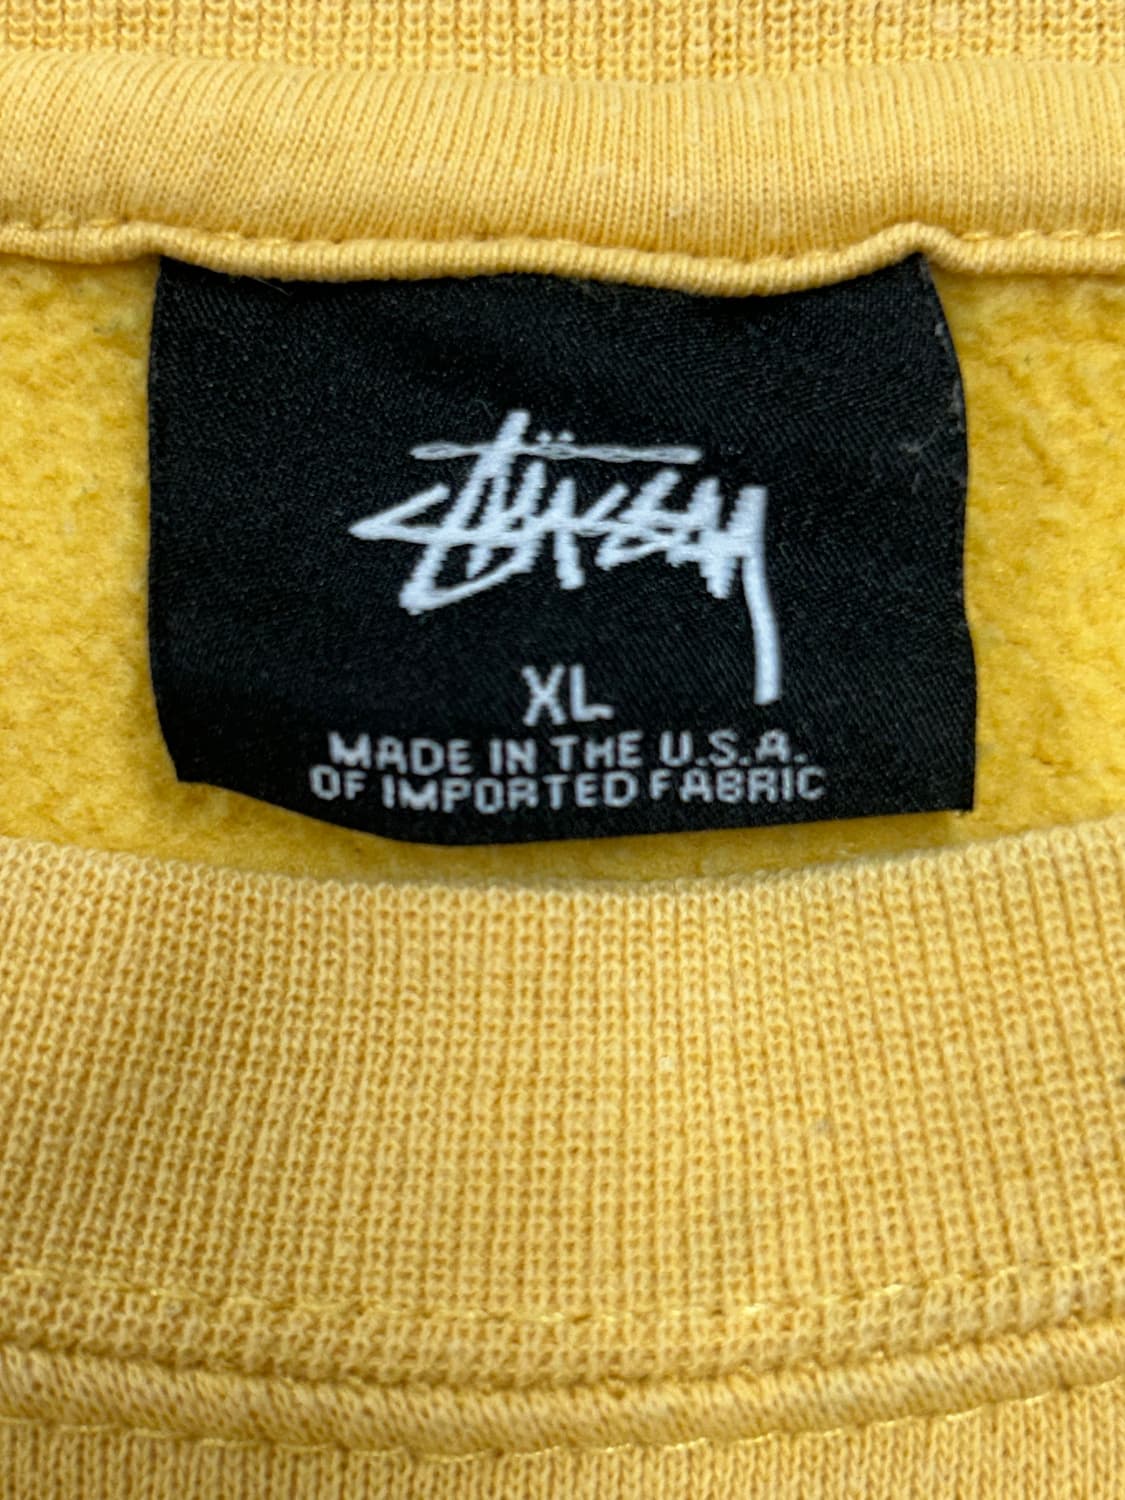 Stüssy
XL
MADE IN THE U.S.A.
OF IMPORTED FABRIC